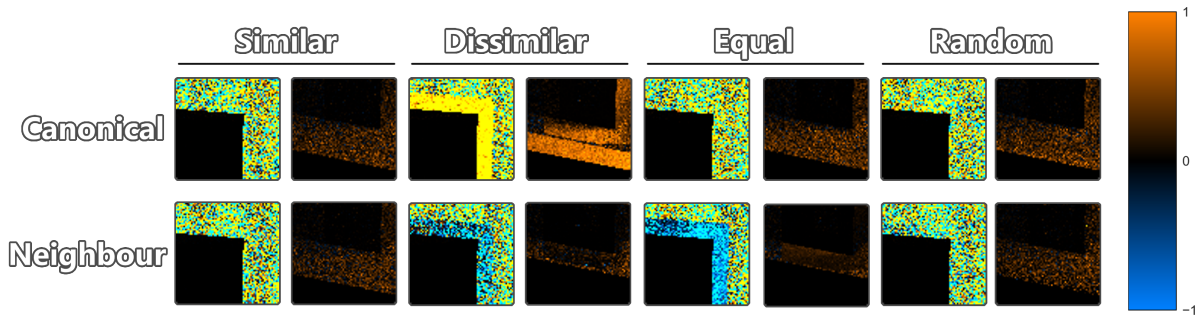 Similar Dissimilar Equal Random
1
Canonical
0
Neighbour
−1